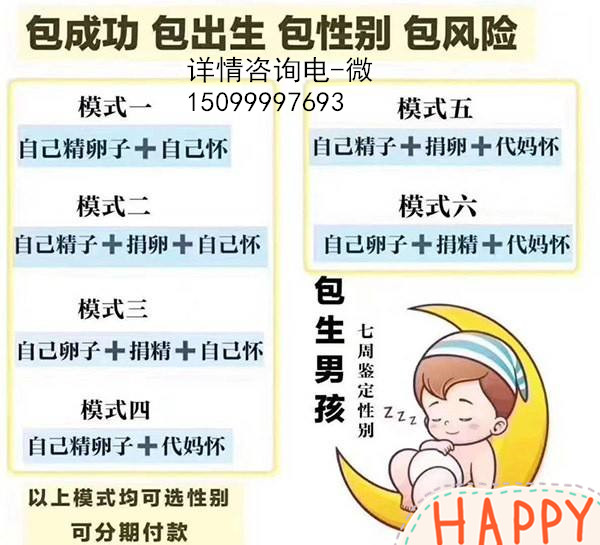 包成功 包出生 包性别 包风险
详情咨询电-微
15099997693
模式一
自己精卵子+自己怀
模式二
自己精子+捐卵+自己怀
模式三
自己卵子+捐精+自己怀
模式四
自己精卵子+代妈怀
以上模式均可选性别
可分期付款
模式五
自己精子+捐卵+代妈怀
模式六
自己卵子+捐精+代妈怀
包生男孩
七周鉴定性别
zzz
HAPPY